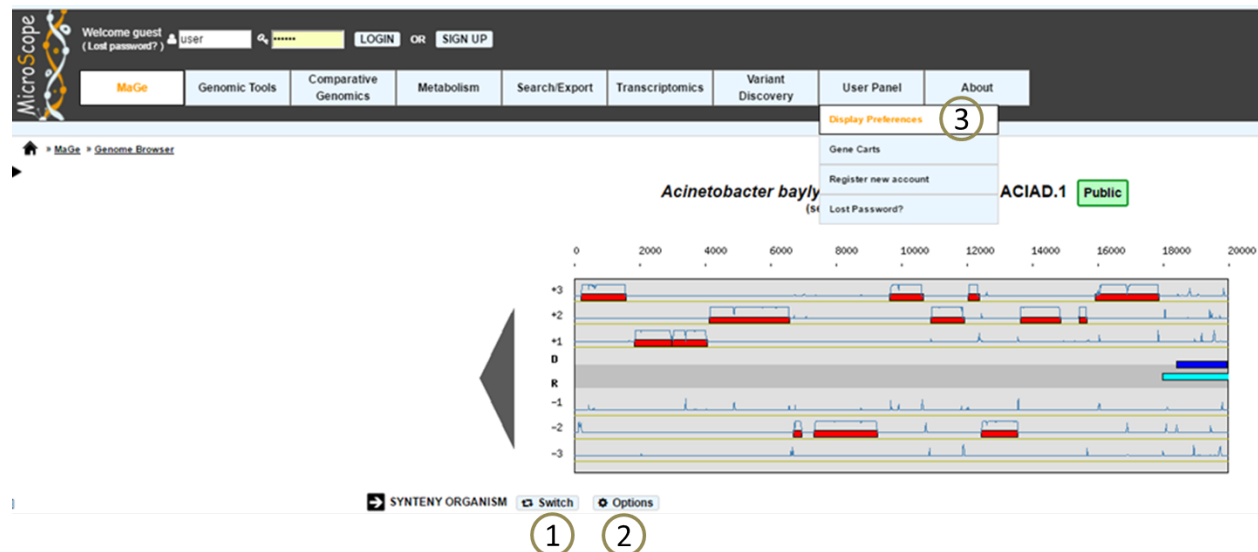 MicroScope
Welcome guest
(Lost password? )
user
LOGIN OR SIGN UP
MaGe
Genomic Tools
Comparative
Genomics
Metabolism
Search/Export
Transcriptomics
Variant
Discovery
User Panel
About
Display Preferences
3
Gene Carts
Register new account
Lost Password?
» MaGe » Genome Browser
Acinetobacter bayly ACIAD.1 Public
(se
0 2000 4000 6000 8000 10000 12000 14000 16000 18000 20000
+3
+2
+1
D
R
-1
-2
-3
SYNTENY ORGANISM Switch Options
1 2